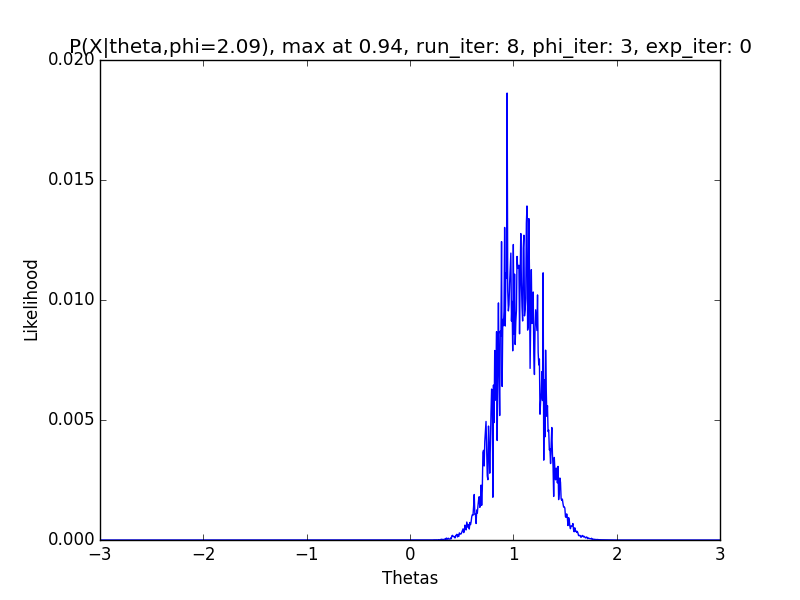 P(X|theta,phi=2.09), max at 0.94, run_iter: 8, phi_iter: 3, exp_iter: 0
0.020
0.015
0.010
0.005
0.000
Likelihood
−3 −2 −1 0 1 2 3
Thetas